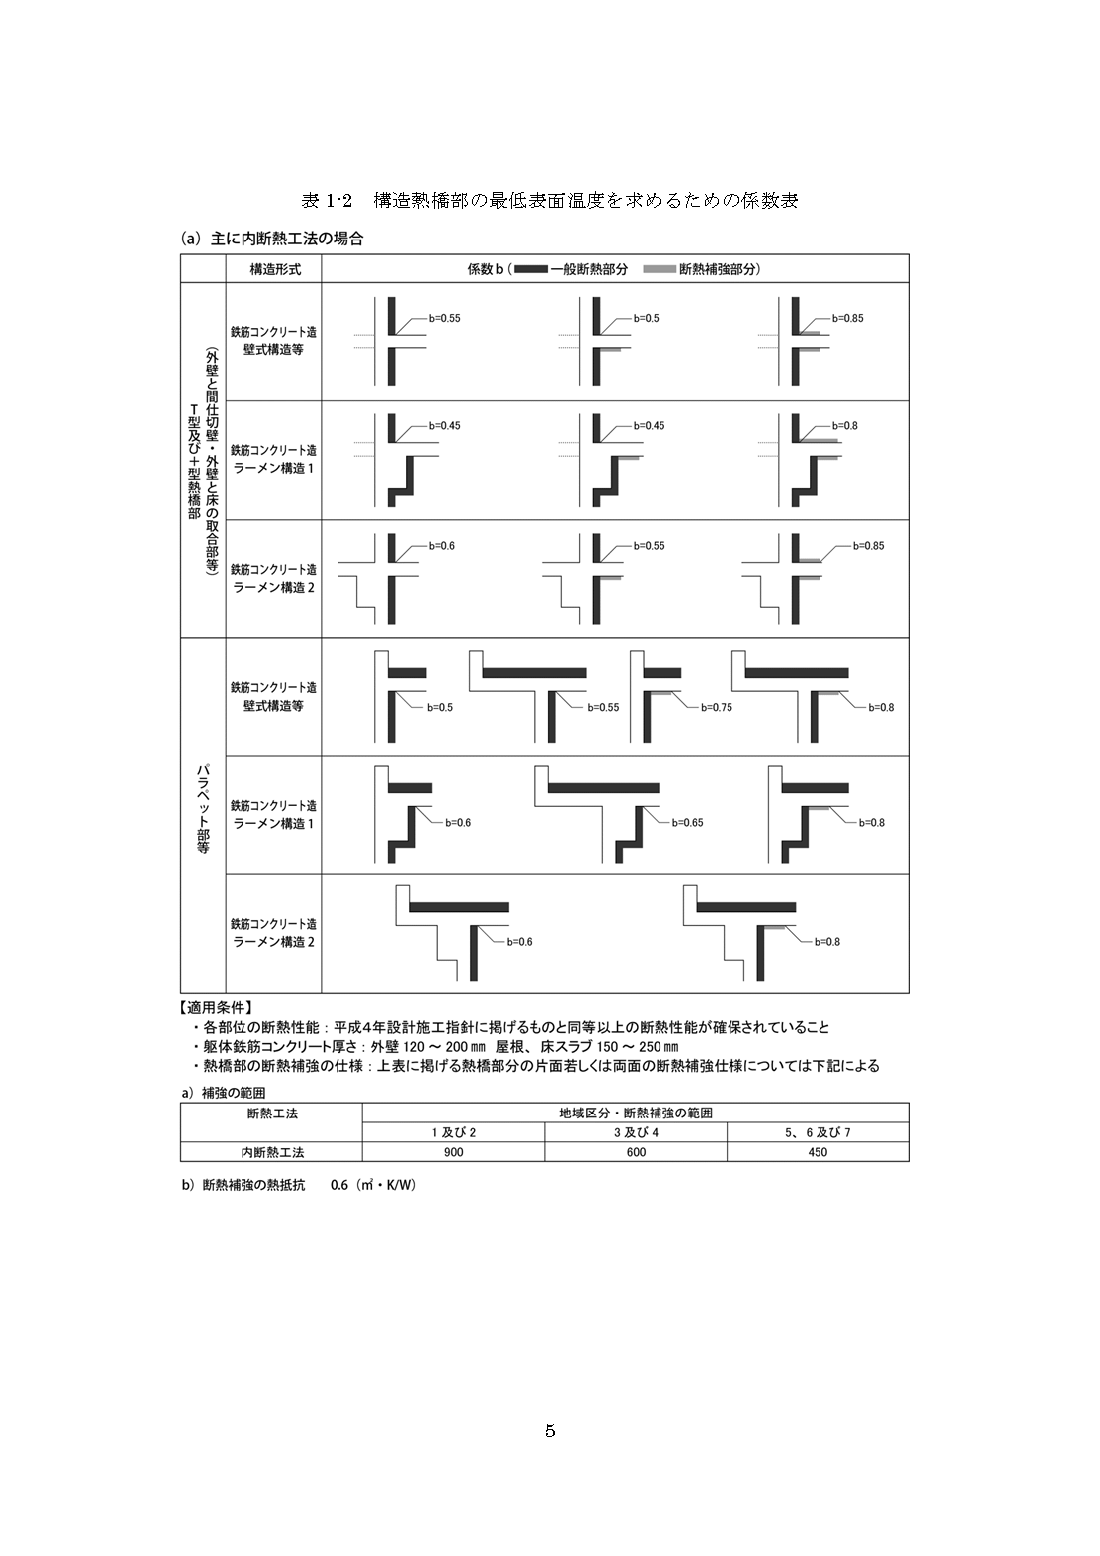 表 1·2　構造熱橋部の最低表面温度を求めるための係数表
（a）主に内断熱工法の場合
構造形式
係数 b（　一般断熱部分　断熱補強部分）
T型及び＋型熱橋部
（外壁と間仕切壁・外壁と床の取合部等）
鉄筋コンクリート造
壁式構造等
b=0.55
b=0.5
b=0.85
鉄筋コンクリート造
ラーメン構造 1
b=0.45
b=0.45
b=0.8
鉄筋コンクリート造
ラーメン構造 2
b=0.6
b=0.55
b=0.85
パラペット部等
鉄筋コンクリート造
壁式構造等
b=0.5
b=0.55
b=0.75
b=0.8
鉄筋コンクリート造
ラーメン構造 1
b=0.6
b=0.65
b=0.8
鉄筋コンクリート造
ラーメン構造 2
b=0.6
b=0.8
【適用条件】
・各部位の断熱性能：平成4年設計施工指針に掲げるものと同等以上の断熱性能が確保されていること
・躯体鉄筋コンクリート厚さ：外壁 120 ～ 200 ㎜ 屋根、床スラブ 150 ～ 250 ㎜
・熱橋部の断熱補強の仕様：上表に掲げる熱橋部分の片面若しくは両面の断熱補強仕様については下記による
a）補強の範囲
断熱工法
地域区分・断熱補強の範囲
1 及び 2
3 及び 4
5、6 及び 7
内断熱工法
900
600
450
b）断熱補強の熱抵抗　0.6（㎡・K/W）
5